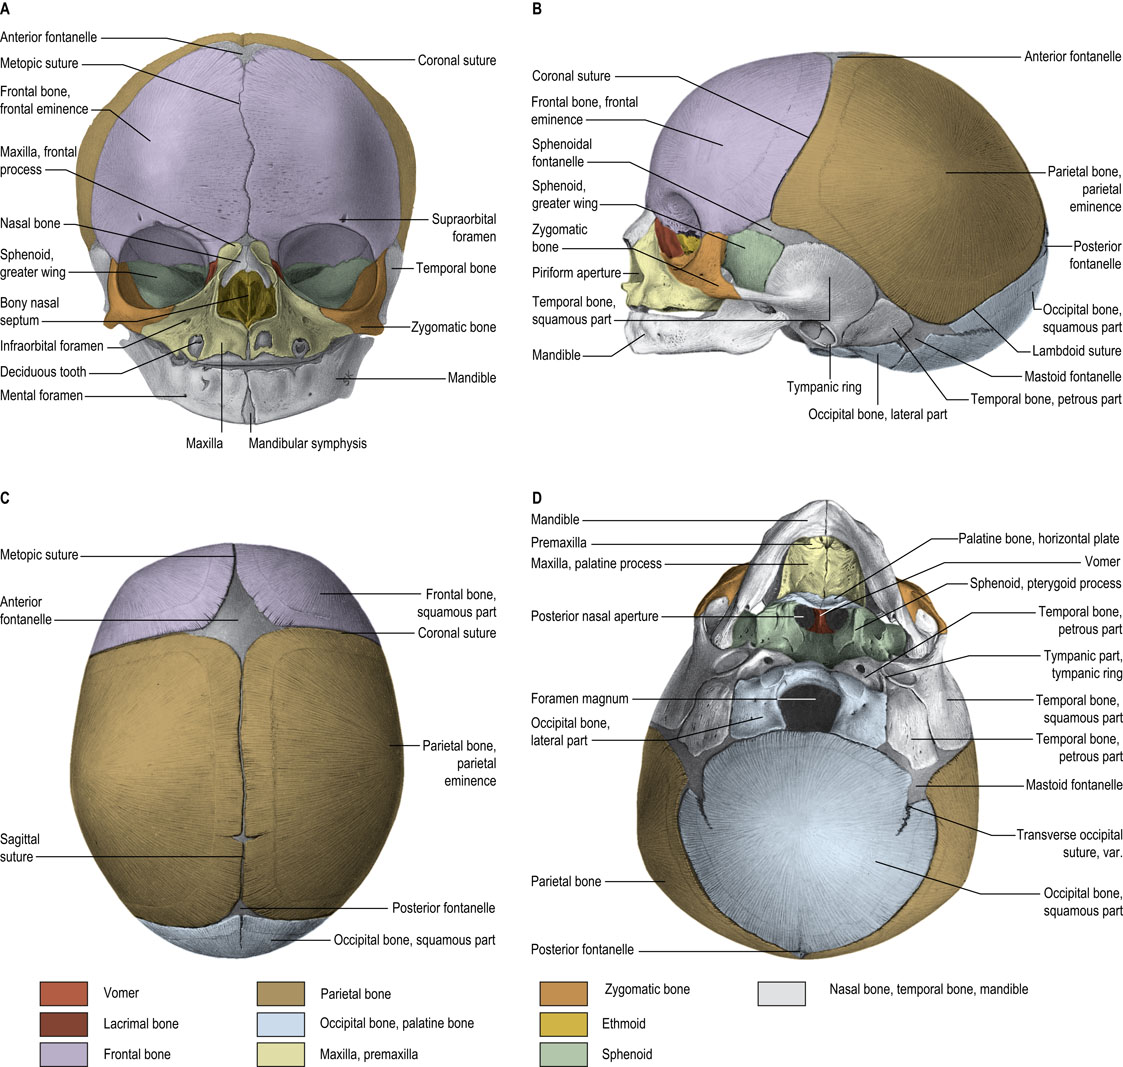 A
Anterior fontanelle
Metopic suture
Frontal bone,
frontal eminence
Maxilla, frontal
process
Nasal bone
Sphenoid,
greater wing
Bony nasal
septum
Infraorbital foramen
Deciduous tooth
Mental foramen
Maxilla
Mandibular symphysis
Coronal suture
Supraorbital
foramen
Temporal bone
Zygomatic bone
Mandible
B
Coronal suture
Frontal bone, frontal
eminence
Sphenoidal
fontanelle
Sphenoid,
greater wing
Zygomatic
bone
Piriform aperture
Temporal bone,
squamous part
Mandible
Tympanic ring
Occipital bone, lateral part
Anterior fontanelle
Parietal bone,
parietal
eminence
Posterior
fontanelle
Occipital bone,
squamous part
Lambdoid suture
Mastoid fontanelle
Temporal bone, petrous part
C
Metopic suture
Anterior
fontanelle
Sagittal
suture
Frontal bone,
squamous part
Coronal suture
Parietal bone,
parietal
eminence
Posterior fontanelle
Occipital bone, squamous part
D
Mandible
Premaxilla
Maxilla, palatine process
Posterior nasal aperture
Foramen magnum
Occipital bone,
lateral part
Parietal bone
Posterior fontanelle
Palatine bone, horizontal plate
Vomer
Sphenoid, pterygoid process
Temporal bone,
petrous part
Tympanic part,
tympanic ring
Temporal bone,
squamous part
Temporal bone,
petrous part
Mastoid fontanelle
Transverse occipital
suture, var.
Occipital bone,
squamous part
Vomer
Lacrimal bone
Frontal bone
Parietal bone
Occipital bone, palatine bone
Maxilla, premaxilla
Zygomatic bone
Ethmoid
Sphenoid
Nasal bone, temporal bone, mandible